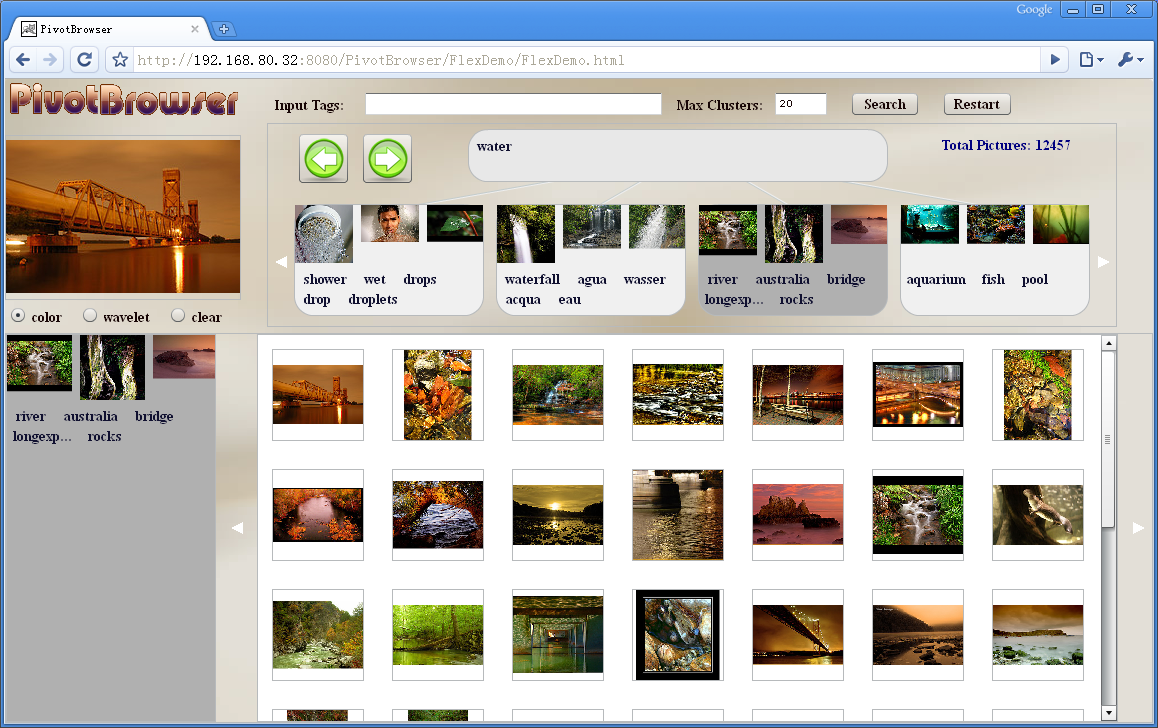 Google
PivotBrowser
http://192.168.80.32:8080/PivotBrowser/FlexDemo/FlexDemo.html
PivotBrowser
Input Tags:
Max Clusters: 20
Search
Restart
water
Total Pictures: 12457
shower wet drops
drop droplets
waterfall agua wasser
acqua eau
river australia bridge
longexp... rocks
aquarium fish pool
color wavelet clear
river australia bridge
longexp... rocks